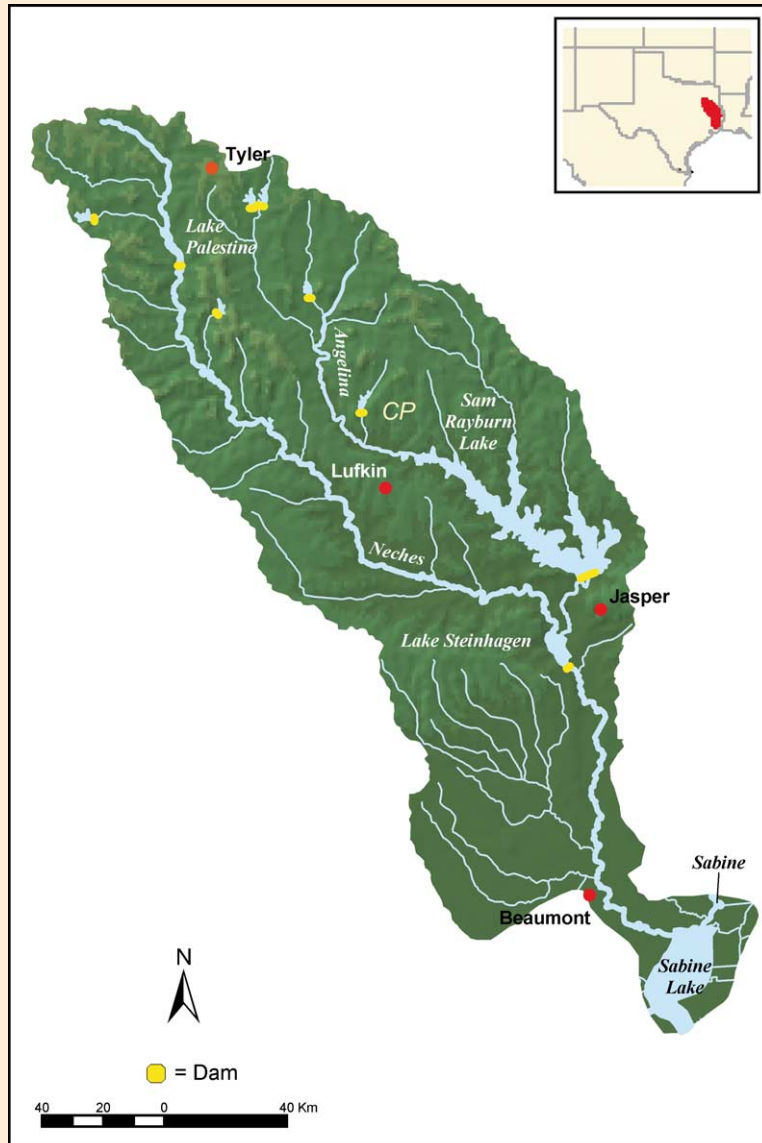 Tyler
Lake
Palestine
Angelina
CP
Sam
Rayburn
Lake
Lufkin
Neches
Jasper
Lake Steinhagen
Sabine
Beaumont
Sabine
Lake
N
= Dam
40 20 0 40 Km